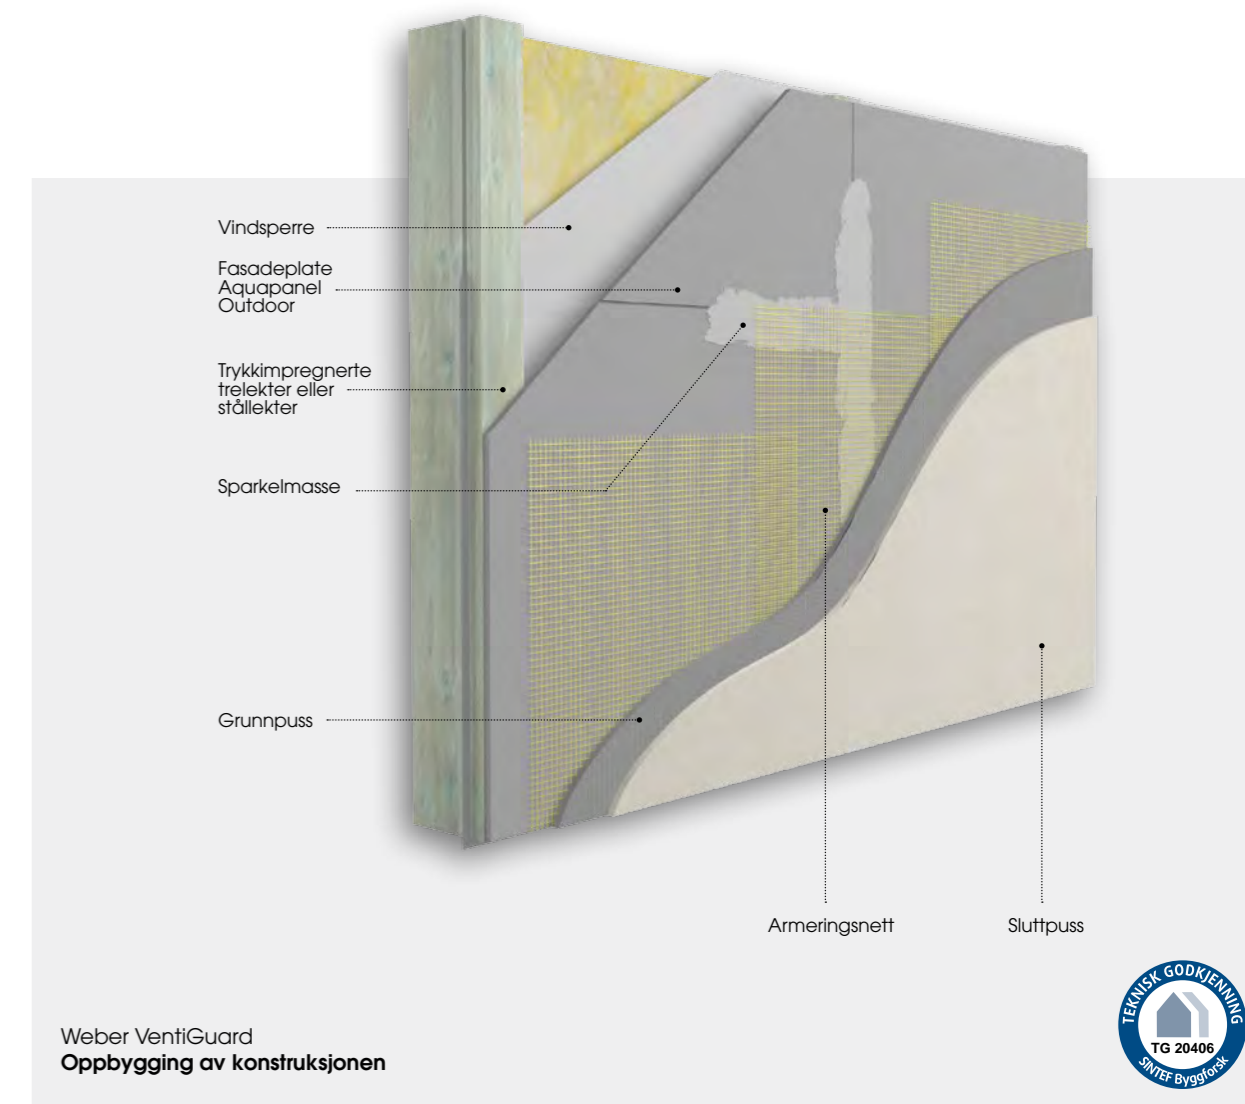 Vindsperre
Fasadeplate
Aquapanel
Outdoor
Trykkimpregnerte
trelekter eller
stållekter
Sparkelmasse
Grunnpuss
Armeringsnett
Sluttpuss
Weber VentiGuard
Oppbygging av konstruksjonen
TEKNISK GODKJENNING
TG 20406
SINTEF Byggforsk